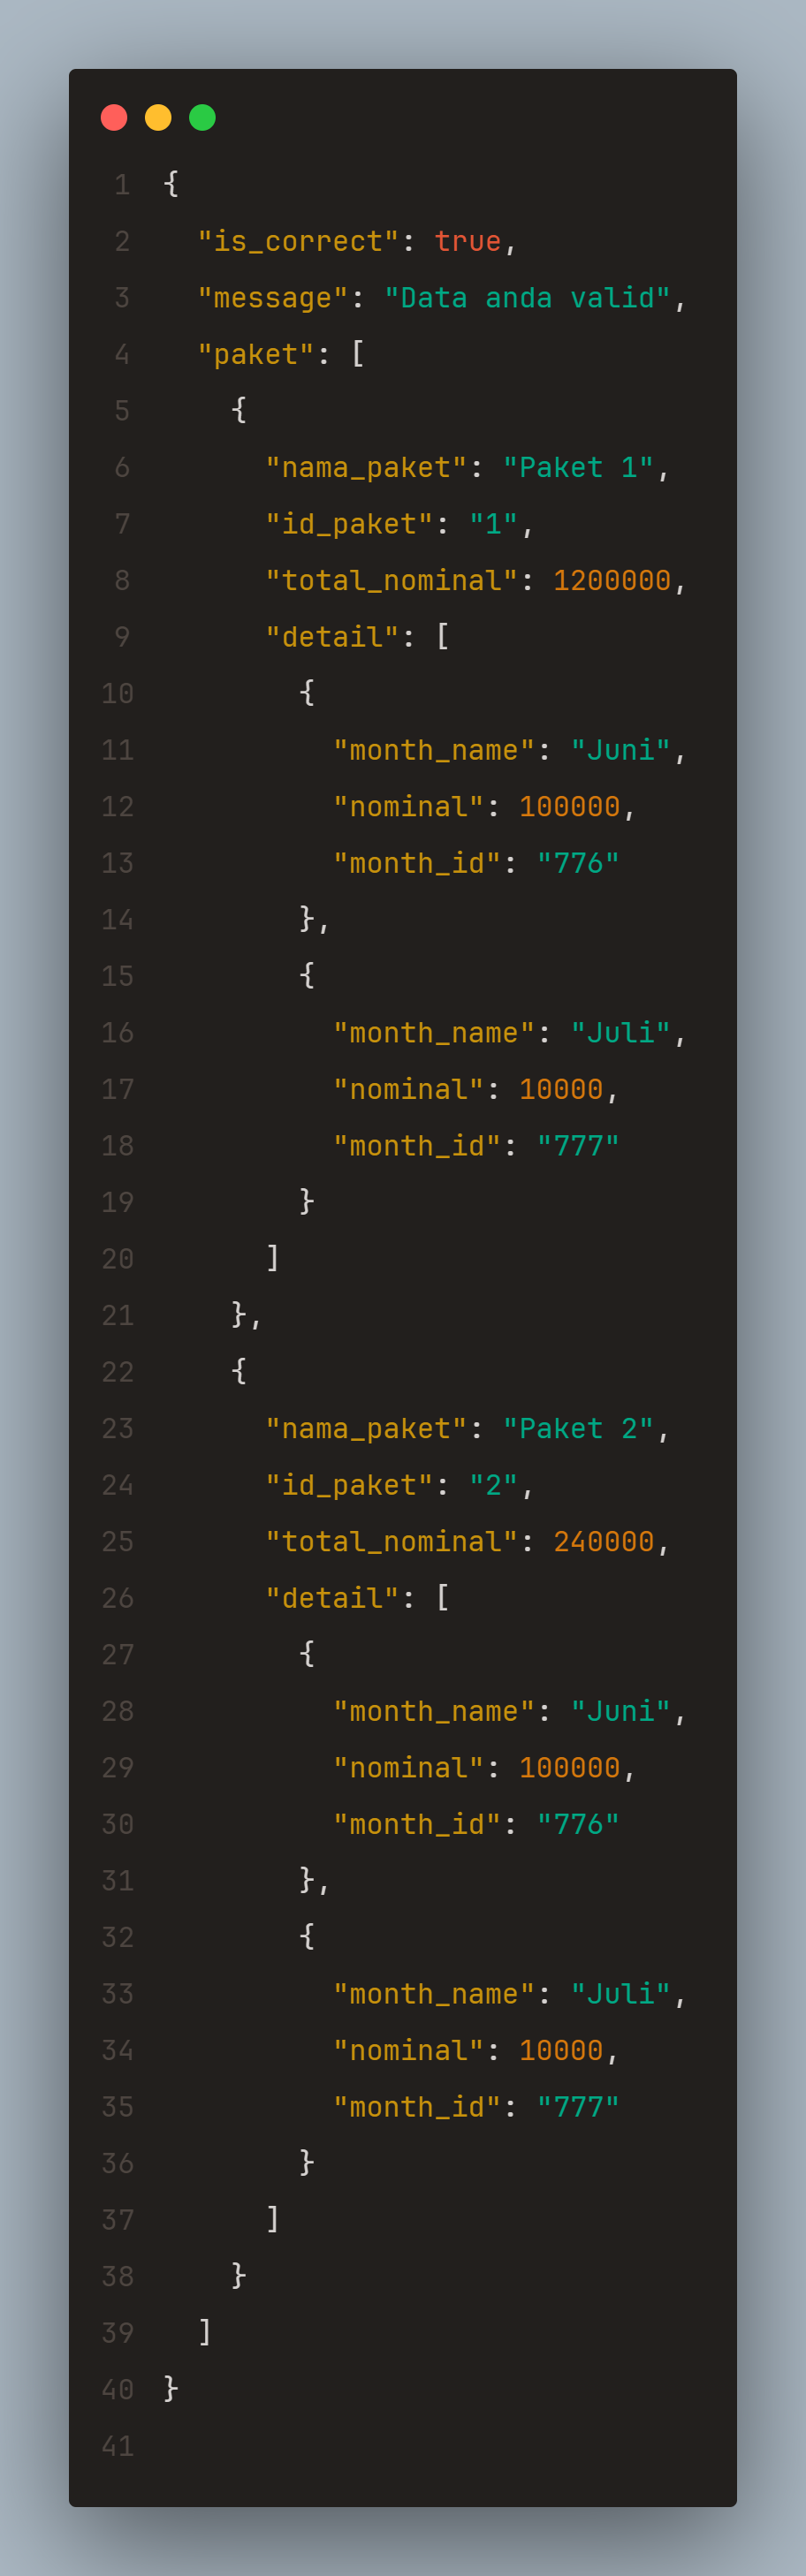 1 {
2   "is_correct": true,
3   "message": "Data anda valid",
4   "paket": [
5     {
6       "nama_paket": "Paket 1",
7       "id_paket": "1",
8       "total_nominal": 1200000,
9       "detail": [
10         {
11           "month_name": "Juni",
12           "nominal": 100000,
13           "month_id": "776"
14         },
15         {
16           "month_name": "Juli",
17           "nominal": 10000,
18           "month_id": "777"
19         }
20       ]
21     },
22     {
23       "nama_paket": "Paket 2",
24       "id_paket": "2",
25       "total_nominal": 240000,
26       "detail": [
27         {
28           "month_name": "Juni",
29           "nominal": 100000,
30           "month_id": "776"
31         },
32         {
33           "month_name": "Juli",
34           "nominal": 10000,
35           "month_id": "777"
36         }
37       ]
38     }
39   ]
40 }
41